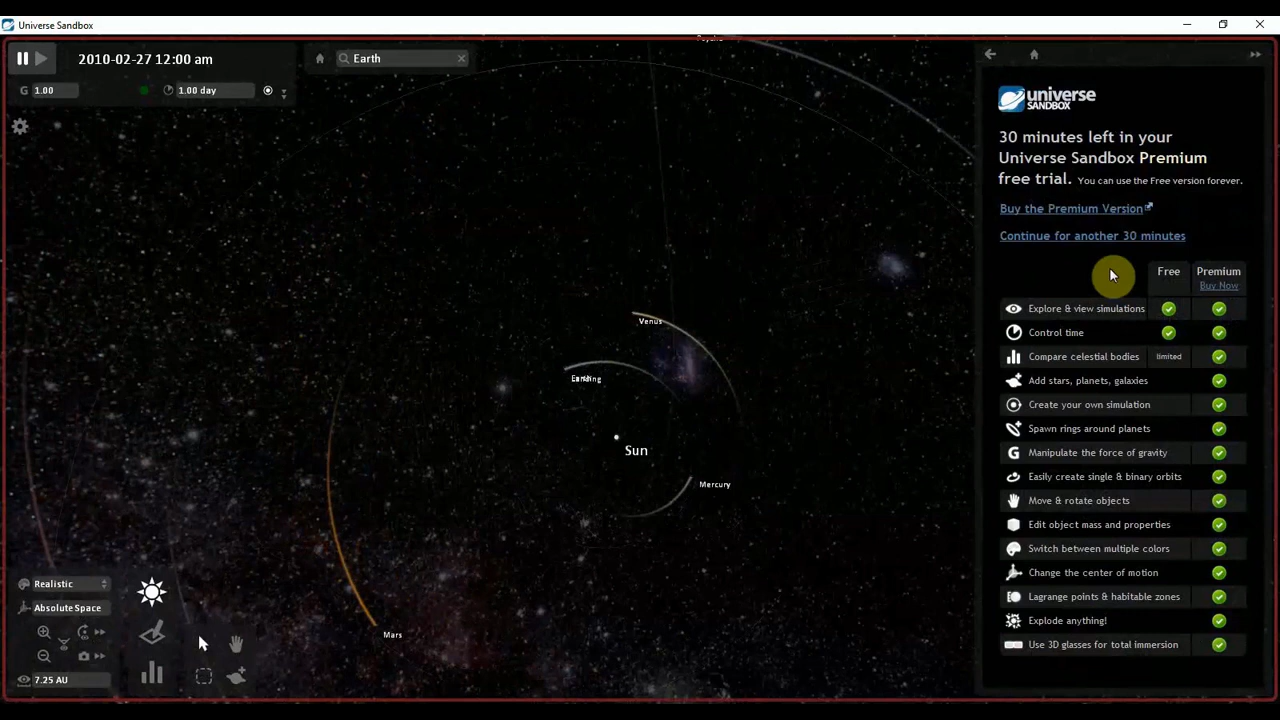 Universe Sandbox
2010-02-27 12:00 am
Earth
G 1.00
1.00 day
Venus
Sun
Mercury
Mars
Realistic
Absolute Space
7.25 AU
universe
SANDBOX
30 minutes left in your
Universe Sandbox Premium
free trial. You can use the Free version forever.
Buy the Premium Version
Continue for another 30 minutes
Free Premium
Buy Now
Explore & view simulations
Control time
Compare celestial bodies limited
Add stars, planets, galaxies
Create your own simulation
Spawn rings around planets
G Manipulate the force of gravity
Easily create single & binary orbits
Move & rotate objects
Edit object mass and properties
Switch between multiple colors
Change the center of motion
Lagrange points & habitable zones
Explode anything!
Use 3D glasses for total immersion